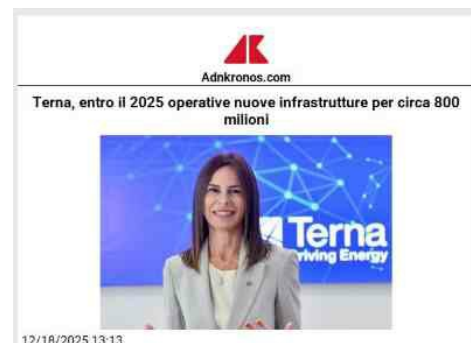 Adnkronos.com
Terna, entro il 2025 operative nuove infrastrutture per circa 800
milioni
Terna
riving Energy
12/18/2025 13:13